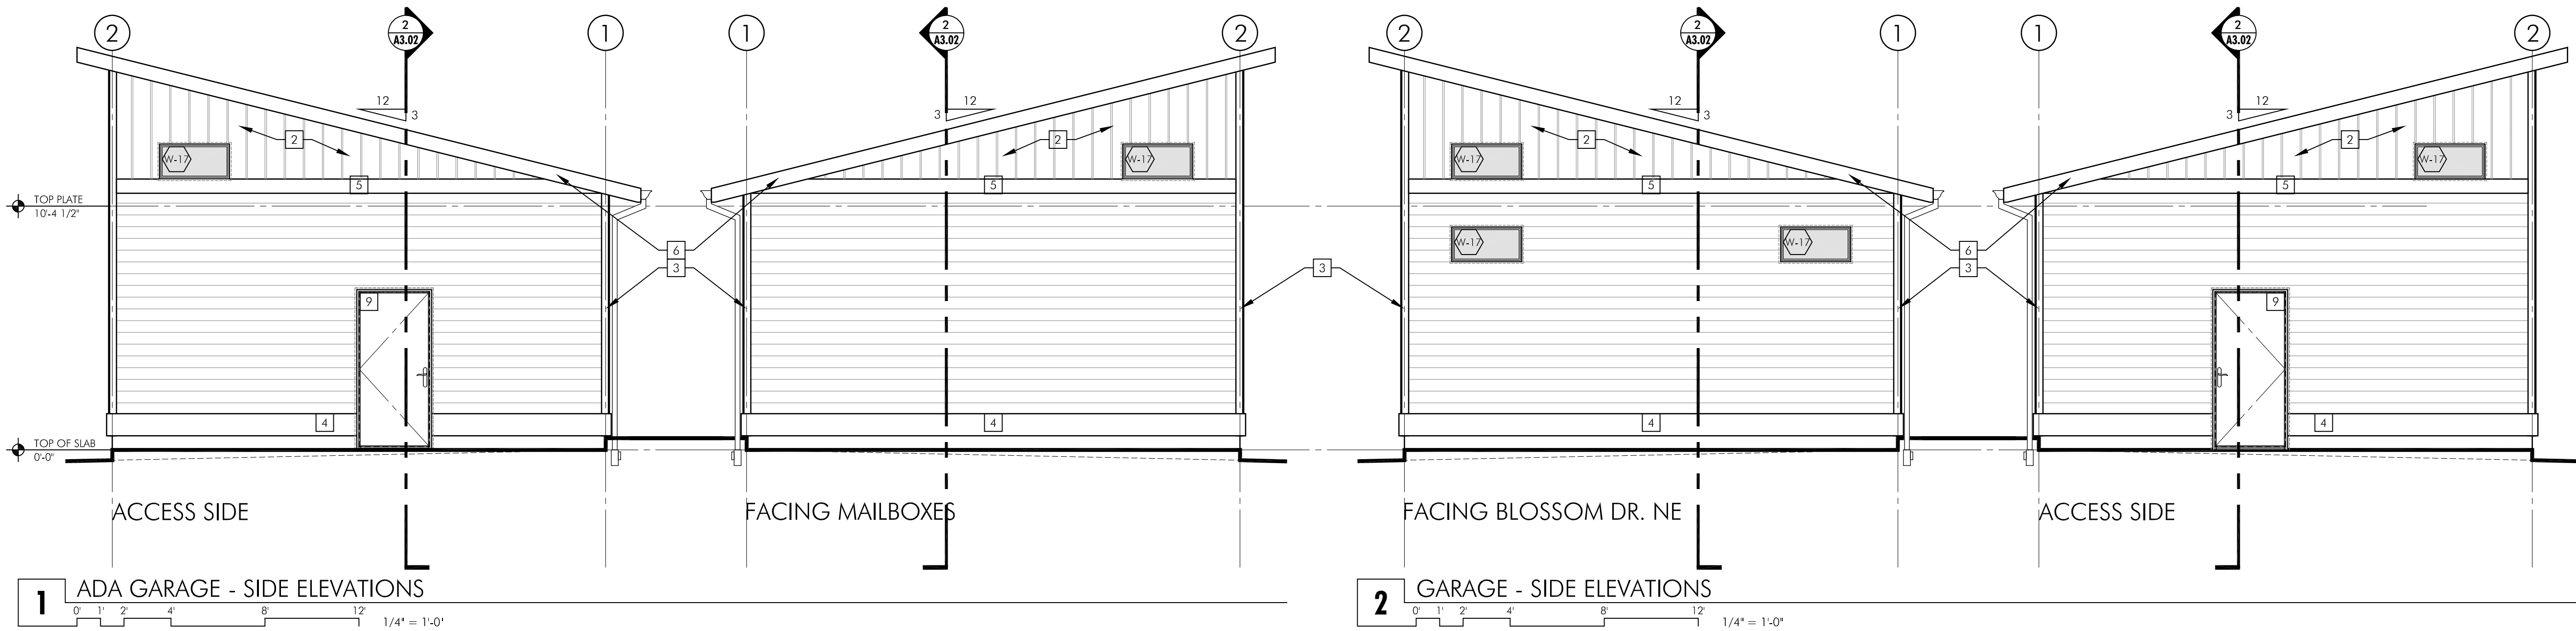 2
2
A3.02
1
1
2
A3.02
2
2
2
A3.02
1
1
2
A3.02
2
12
3
12
3
12
3
12
3
2
2
2
2
W-17
W-17
W-17
W-17
5
5
5
5
TOP PLATE
10'-4 1/2"
W-17
W-17
6
3
3
6
3
9
9
4
4
4
4
TOP OF SLAB
0'-0"
ACCESS SIDE
FACING MAILBOXES
FACING BLOSSOM DR. NE
ACCESS SIDE
1
ADA GARAGE - SIDE ELEVATIONS
0' 1' 2' 4' 8' 12'
1/4" = 1'-0"
2
GARAGE - SIDE ELEVATIONS
0' 1' 2' 4' 8' 12'
1/4" = 1'-0"